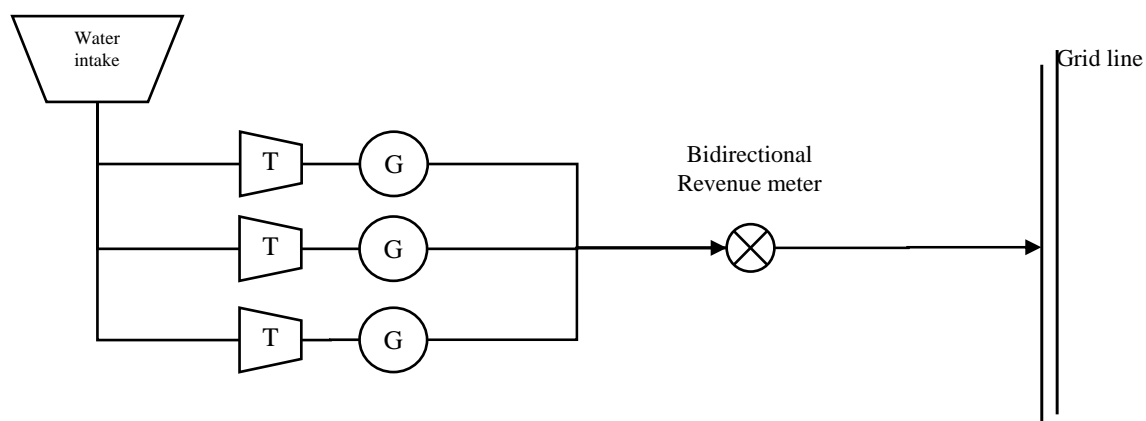 Water
intake
Grid line
T
G
Bidirectional
Revenue meter
T
G
T
G